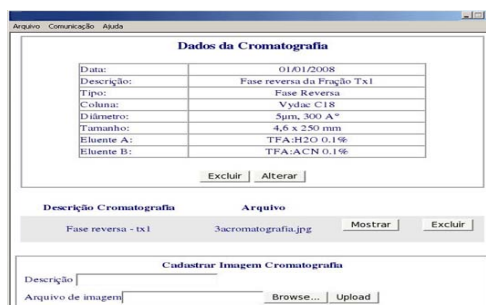 Arquivo Comunicação Ajuda
Dados da Cromatografia
Data: 01/01/2008
Descrição: Fase reversa da Fração Tx1
Tipo: Fase Reversa
Coluna: Vydac C18
Diâmetro: 5µm, 300 A°
Tamanho: 4,6 x 250 mm
Eluente A: TFA:H2O 0.1%
Eluente B: TFA:ACN 0.1%
Excluir Alterar
Descrição Cromatografia Arquivo
Fase reversa - tx1 3acromatografia.jpg Mostrar Excluir
Cadastrar Imagem Cromatografia
Descrição
Arquivo de imagem Browse... Upload